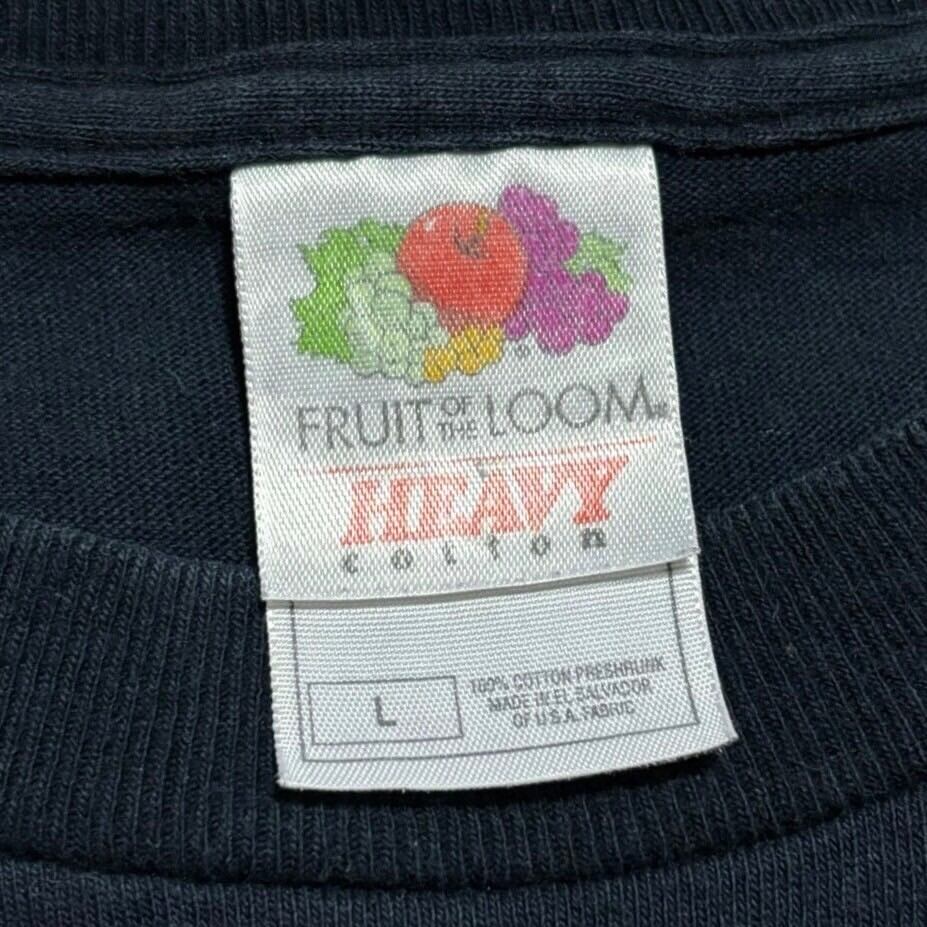 FRUIT OF THE LOOM
HEAVY
cotton
L
100% COTTON PRESHRUNK
MADE IN EL SALVADOR
OF U.S.A. FABRIC